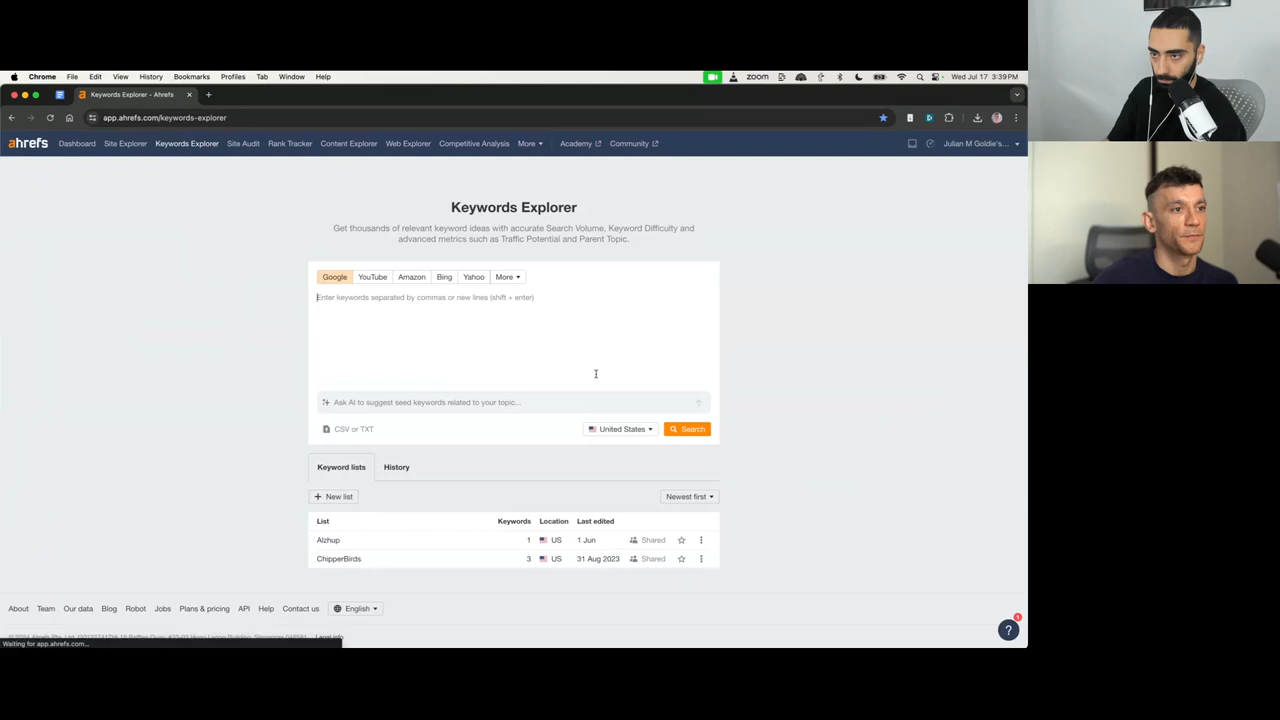 Chrome File Edit View History Bookmarks Profiles Tab Window Help zoom Wed Jul 17 3:39 PM
Keywords Explorer - Ahrefs
app.ahrefs.com/keywords-explorer
ahrefs Dashboard Site Explorer Keywords Explorer Site Audit Rank Tracker Content Explorer Web Explorer Competitive Analysis More Academy Community Julian M Goldie's...
Keywords Explorer
Get thousands of relevant keyword ideas with accurate Search Volume, Keyword Difficulty and
advanced metrics such as Traffic Potential and Parent Topic.
Google YouTube Amazon Bing Yahoo More
Enter keywords separated by commas or new lines (shift + enter)
Ask AI to suggest seed keywords related to your topic...
CSV or TXT United States Search
Keyword lists History
+ New list Newest first
List Keywords Location Last edited
Alzhup 1 US 1 Jun Shared
ChipperBirds 3 US 31 Aug 2023 Shared
About Team Our data Blog Robot Jobs Plans & pricing API Help Contact us English
? 1
Waiting for app.ahrefs.com...